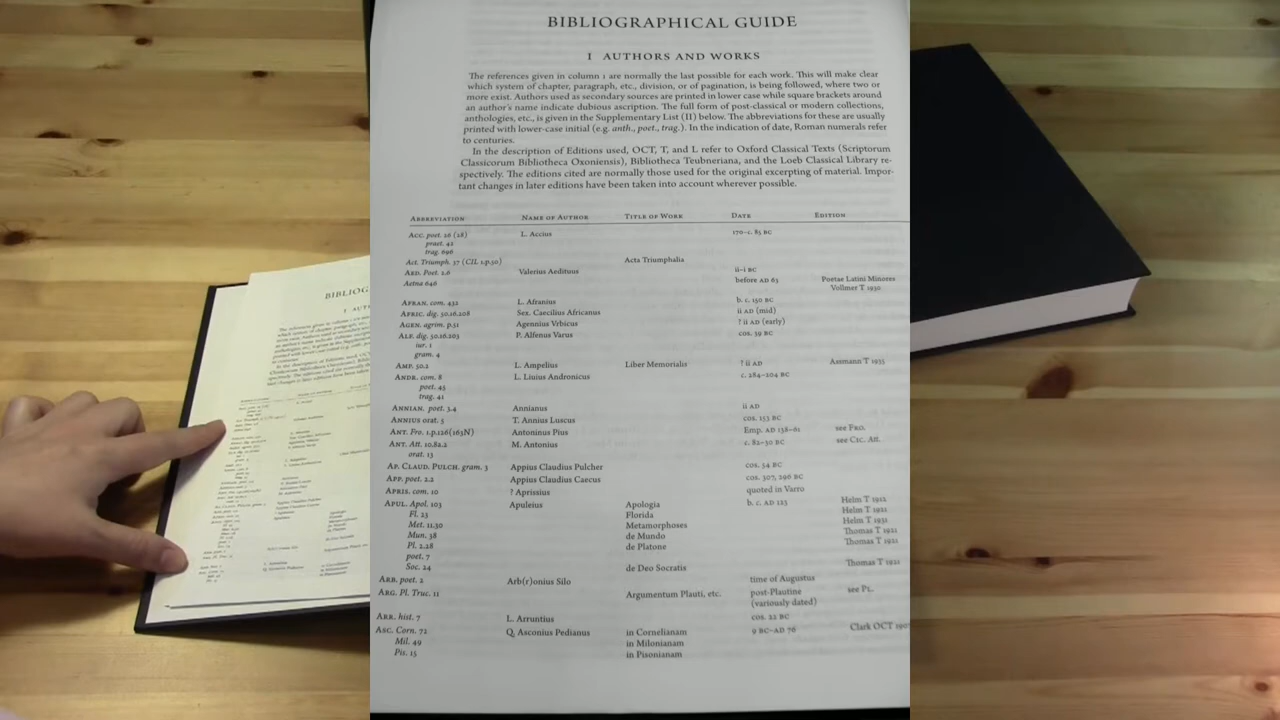 BIBLIOGRAPHICAL GUIDE
I AUTHORS AND WORKS
The references given in column 1 are normally the last possible for each work. This will make clear
which system of chapter, paragraph, etc., division, or of pagination, is being followed, where two or
more exist. Authors used as secondary sources are printed in lower case while square brackets around
an author's name indicate dubious ascription. The full form of post-classical or modern collections,
anthologies, etc., is given in the Supplementary List (II) below. The abbreviations for these are usually
printed with lower-case initial (e.g. anth., poet., trag.). In the indication of date, Roman numerals refer
to centuries.
In the description of Editions used, OCT, T, and L refer to Oxford Classical Texts (Scriptorum
Classicorum Bibliotheca Oxoniensis), Bibliotheca Teubneriana, and the Loeb Classical Library re-
spectively. The editions cited are normally those used for the original excerpting of material. Impor-
tant changes in later editions have been taken into account wherever possible.
ABBREVIATION NAME OF AUTHOR TITLE OF WORK DATE EDITION
ACC. poet. 26 (28) L. Accius 170–c. 85 BC
praet. 42
trag. 696
Act. Triumph. 37 (CIL 1.p.50) Acta Triumphalia
AED. Poet. 2.6 Valerius Aedituus ii–i BC
Aetna 646 before AD 63 Poetae Latini Minores
Vollmer T 1930
AFRAN. com. 432 L. Afranius b. c. 150 BC
AFRIC. dig. 50.16.208 Sex. Caecilius Africanus ii AD (mid)
AGEN. agrim. p.51 Agennius Vrbicus ? ii AD (early)
ALF. dig. 50.16.203 P. Alfenus Varus cos. 39 BC
iur. 1
gram. 4
AMP. 50.2 L. Ampelius Liber Memorialis ? ii AD Assmann T 1935
ANDR. com. 8 L. Liuius Andronicus c. 284–204 BC
poet. 45
trag. 41
ANNIAN. poet. 3.4 Annianus ii AD
ANNIUS orat. 5 T. Annius Luscus cos. 153 BC
ANT. Fro. 1.p.126(163N) Antoninus Pius Emp. AD 138–61 see FRO.
ANT. Att. 10.8a.2 M. Antonius c. 82–30 BC see CIC. Att.
orat. 13
AP. CLAUD. PULCH. gram. 3 Appius Claudius Pulcher cos. 54 BC
APP. poet. 2.2 Appius Claudius Caecus cos. 307, 296 BC
APRIS. com. 10 ? Aprissius quoted in Varro
APUL. Apol. 103 Apuleius Apologia b. c. AD 123 Helm T 1912
Fl. 23 Florida Helm T 1921
Met. 11.30 Metamorphoses Helm T 1931
Mun. 38 de Mundo Thomas T 1921
Pl. 2.28 de Platone Thomas T 1921
poet. 7
Soc. 24 de Deo Socratis Thomas T 1921
ARB. poet. 2 Arb(r)onius Silo time of Augustus
ARG. Pl. Truc. 11 Argumentum Plauti, etc. post-Plautine see PL.
(variously dated)
ARR. hist. 7 L. Arruntius cos. 22 BC
ASC. Corn. 72 Q. Asconius Pedianus in Cornelianam 9 BC–AD 76 Clark OCT 1907
Mil. 49 in Milonianam
Pis. 15 in Pisonianam